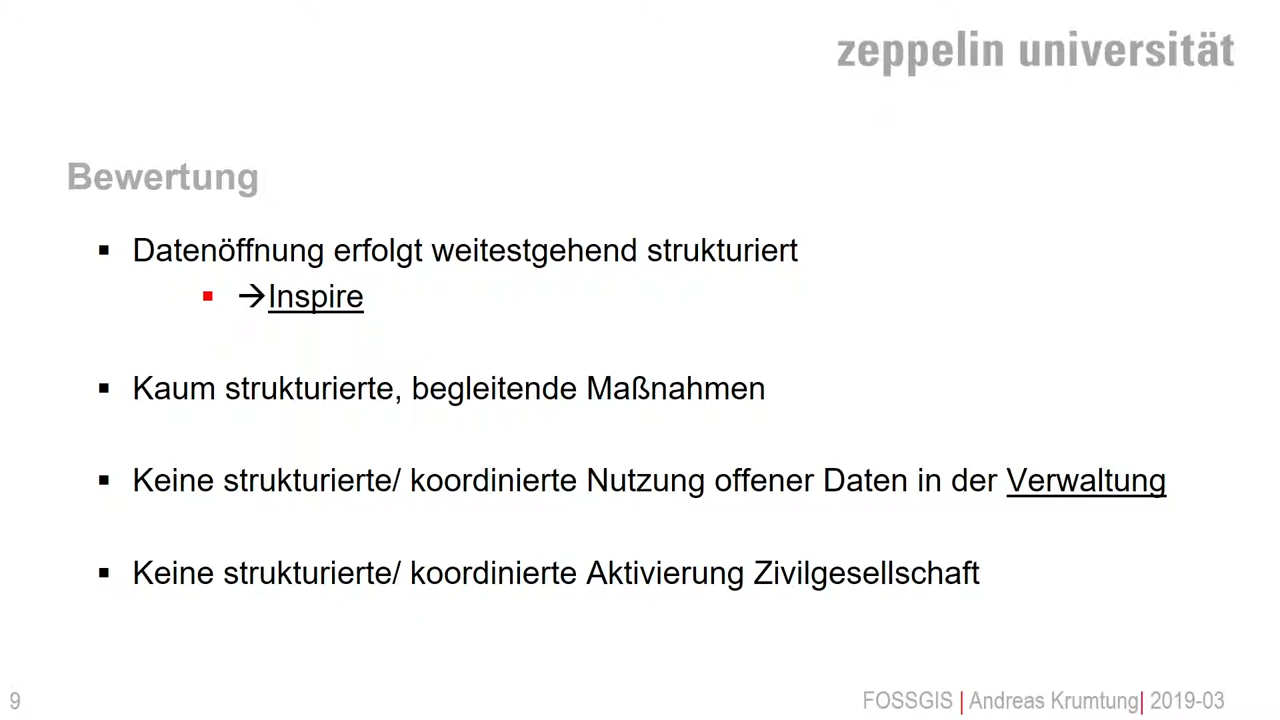 zeppelin universität
Bewertung
▪ Datenöffnung erfolgt weitestgehend strukturiert
▪ →Inspire
▪ Kaum strukturierte, begleitende Maßnahmen
▪ Keine strukturierte/ koordinierte Nutzung offener Daten in der Verwaltung
▪ Keine strukturierte/ koordinierte Aktivierung Zivilgesellschaft
9
FOSSGIS | Andreas Krumtung| 2019-03